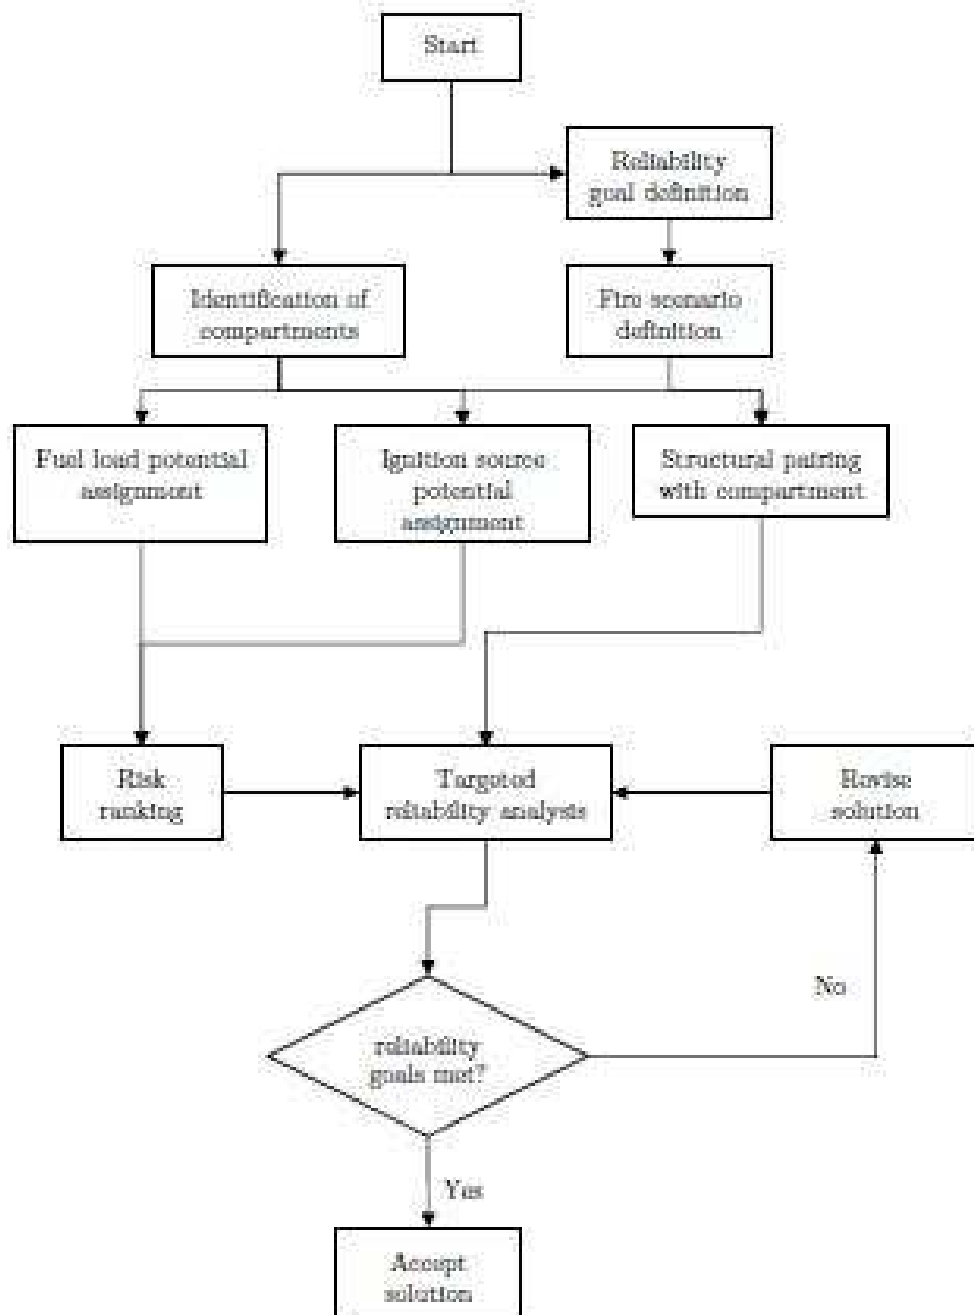 Start
Reliability
goal definition
Identification of
compartments
Fire scenario
definition
Fuel load potential
assignment
Ignition source
potential
assignment
Structural pairing
with compartment
Risk
ranking
Targeted
reliability analysis
Revise
solution
No
reliability
goals met?
Yes
Accept
solution